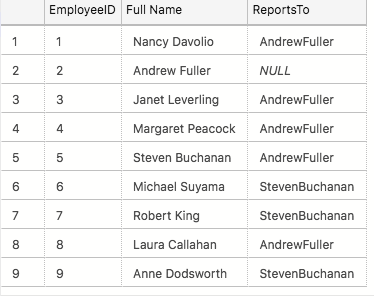 EmployeeID Full Name ReportsTo
1 1 Nancy Davolio AndrewFuller
2 2 Andrew Fuller NULL
3 3 Janet Leverling AndrewFuller
4 4 Margaret Peacock AndrewFuller
5 5 Steven Buchanan AndrewFuller
6 6 Michael Suyama StevenBuchanan
7 7 Robert King StevenBuchanan
8 8 Laura Callahan AndrewFuller
9 9 Anne Dodsworth StevenBuchanan